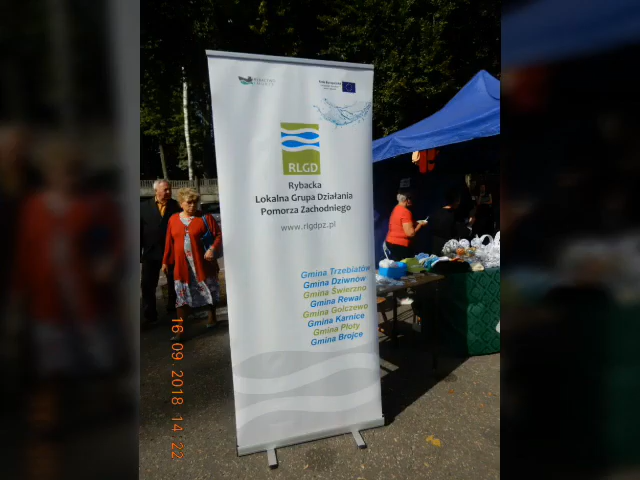 RLGD
Rybacka
Lokalna Grupa Działania
Pomorza Zachodniego
www.rlgdpz.pl
Gmina Trzebiatów
Gmina Dziwnów
Gmina Świerzno
Gmina Rewal
Gmina Golczewo
Gmina Karnice
Gmina Płoty
Gmina Brojce
16 09 2018 14 22